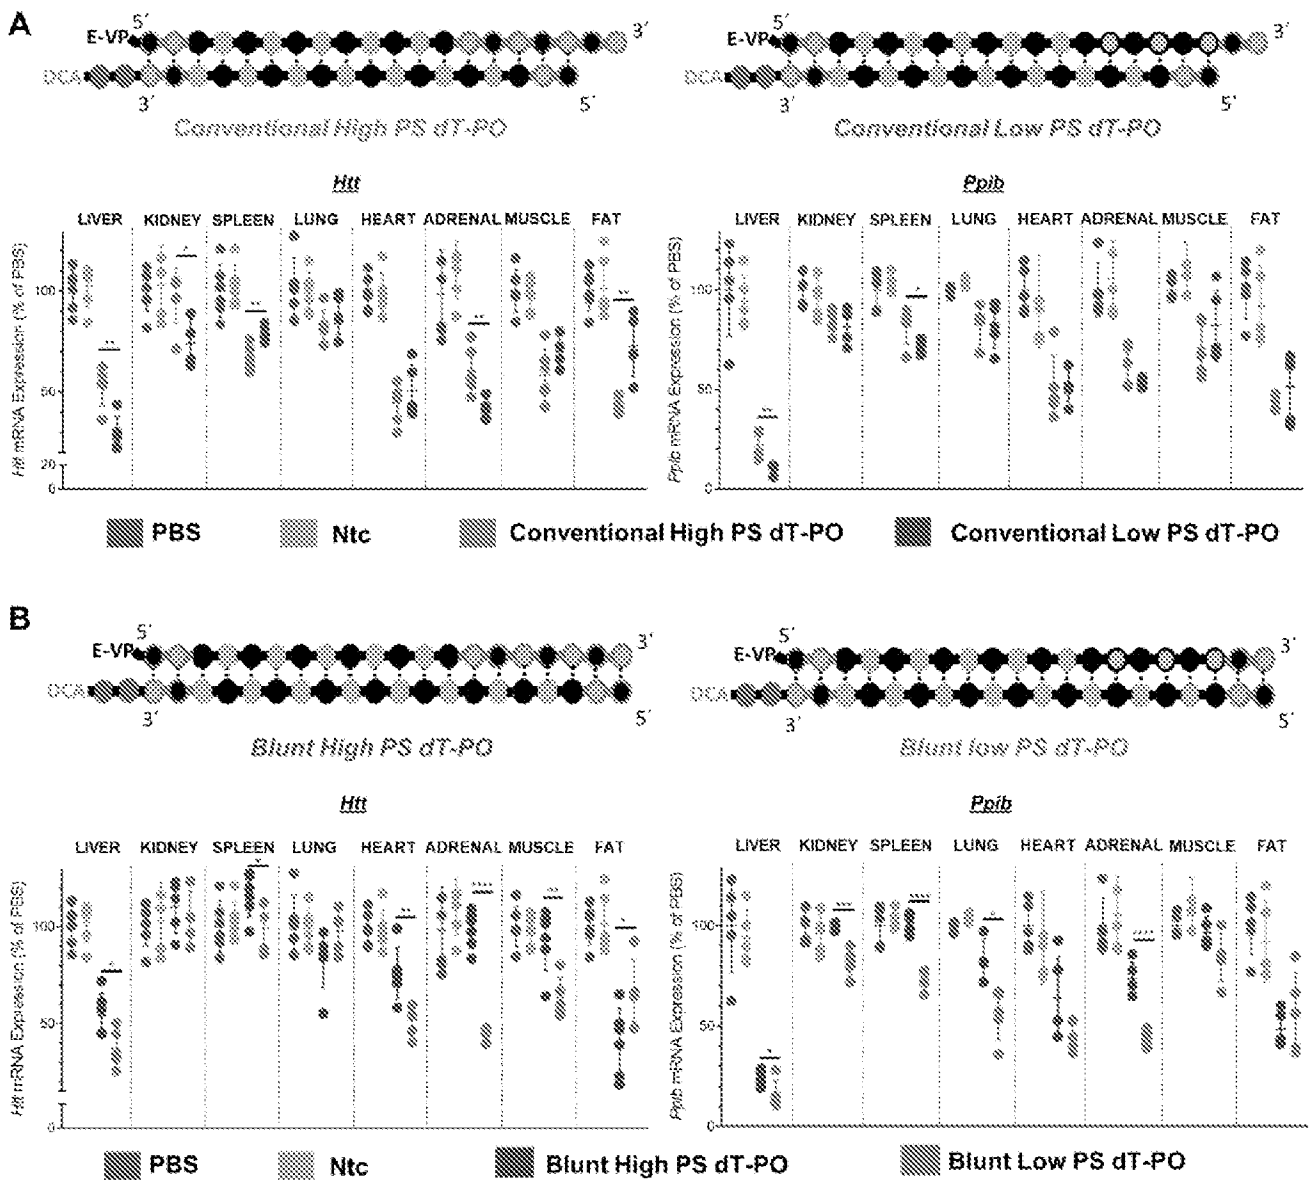 A
5′
3′
E-VP
DCA
3′
5′
Conventional High PS dT-PO
5′
3′
E-VP
DCA
3′
5′
Conventional Low PS dT-PO
Htt
LIVER KIDNEY SPLEEN LUNG HEART ADRENAL MUSCLE FAT
Htt mRNA Expression (% of PBS)
100
50
20
0
Ppib
LIVER KIDNEY SPLEEN LUNG HEART ADRENAL MUSCLE FAT
Ppib mRNA Expression (% of PBS)
100
50
0
PBS Ntc Conventional High PS dT-PO Conventional Low PS dT-PO
B
5′
3′
E-VP
DCA
3′
5′
Blunt High PS dT-PO
5′
3′
E-VP
DCA
3′
5′
Blunt low PS dT-PO
Htt
LIVER KIDNEY SPLEEN LUNG HEART ADRENAL MUSCLE FAT
Htt mRNA Expression (% of PBS)
100
50
0
Ppib
LIVER KIDNEY SPLEEN LUNG HEART ADRENAL MUSCLE FAT
Ppib mRNA Expression (% of PBS)
100
50
0
PBS Ntc Blunt High PS dT-PO Blunt Low PS dT-PO